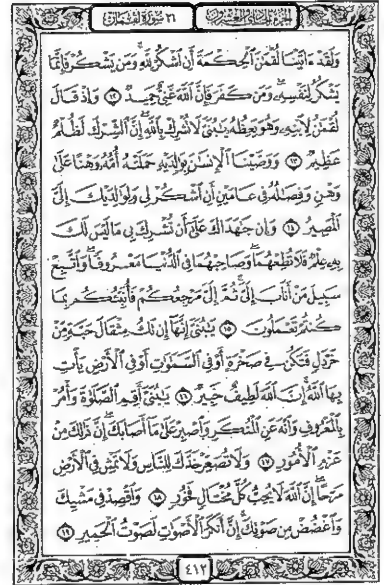 الجزء الحادي والعشرون ٣١ سورة لقمان
وَلَقَدْ ءَاتَيْنَا لُقْمَٰنَ ٱلْحِكْمَةَ أَنِ ٱشْكُرْ لِلَّهِ وَمَن يَشْكُرْ فَإِنَّمَا
يَشْكُرُ لِنَفْسِهِۦ وَمَن كَفَرَ فَإِنَّ ٱللَّهَ غَنِىٌّ حَمِيدٌ ١٢ وَإِذْ قَالَ
لُقْمَٰنُ لِٱبْنِهِۦ وَهُوَ يَعِظُهُۥ يَٰبُنَىَّ لَا تُشْرِكْ بِٱللَّهِ إِنَّ ٱلشِّرْكَ لَظُلْمٌ
عَظِيمٌ ١٣ وَوَصَّيْنَا ٱلْإِنسَٰنَ بِوَٰلِدَيْهِ حَمَلَتْهُ أُمُّهُۥ وَهْنًا عَلَىٰ
وَهْنٍ وَفِصَٰلُهُۥ فِى عَامَيْنِ أَنِ ٱشْكُرْ لِى وَلِوَٰلِدَيْكَ إِلَىَّ
ٱلْمَصِيرُ ١٤ وَإِن جَٰهَدَاكَ عَلَىٰٓ أَن تُشْرِكَ بِى مَا لَيْسَ لَكَ
بِهِۦ عِلْمٌ فَلَا تُطِعْهُمَا وَصَاحِبْهُمَا فِى ٱلدُّنْيَا مَعْرُوفًا وَٱتَّبِعْ
سَبِيلَ مَنْ أَنَابَ إِلَىَّ ثُمَّ إِلَىَّ مَرْجِعُكُمْ فَأُنَبِّئُكُم بِمَا
كُنتُمْ تَعْمَلُونَ ١٥ يَٰبُنَىَّ إِنَّهَآ إِن تَكُ مِثْقَالَ حَبَّةٍ مِّنْ
خَرْدَلٍ فَتَكُن فِى صَخْرَةٍ أَوْ فِى ٱلسَّمَٰوَٰتِ أَوْ فِى ٱلْأَرْضِ يَأْتِ
بِهَا ٱللَّهُ إِنَّ ٱللَّهَ لَطِيفٌ خَبِيرٌ ١٦ يَٰبُنَىَّ أَقِمِ ٱلصَّلَوٰةَ وَأْمُرْ
بِٱلْمَعْرُوفِ وَٱنْهَ عَنِ ٱلْمُنكَرِ وَٱصْبِرْ عَلَىٰ مَآ أَصَابَكَ إِنَّ ذَٰلِكَ مِنْ
عَزْمِ ٱلْأُمُورِ ١٧ وَلَا تُصَعِّرْ خَدَّكَ لِلنَّاسِ وَلَا تَمْشِ فِى ٱلْأَرْضِ
مَرَحًا إِنَّ ٱللَّهَ لَا يُحِبُّ كُلَّ مُخْتَالٍ فَخُورٍ ١٨ وَٱقْصِدْ فِى مَشْيِكَ
وَٱغْضُضْ مِن صَوْتِكَ إِنَّ أَنكَرَ ٱلْأَصْوَٰتِ لَصَوْتُ ٱلْحَمِيرِ ١٩
٤١٢